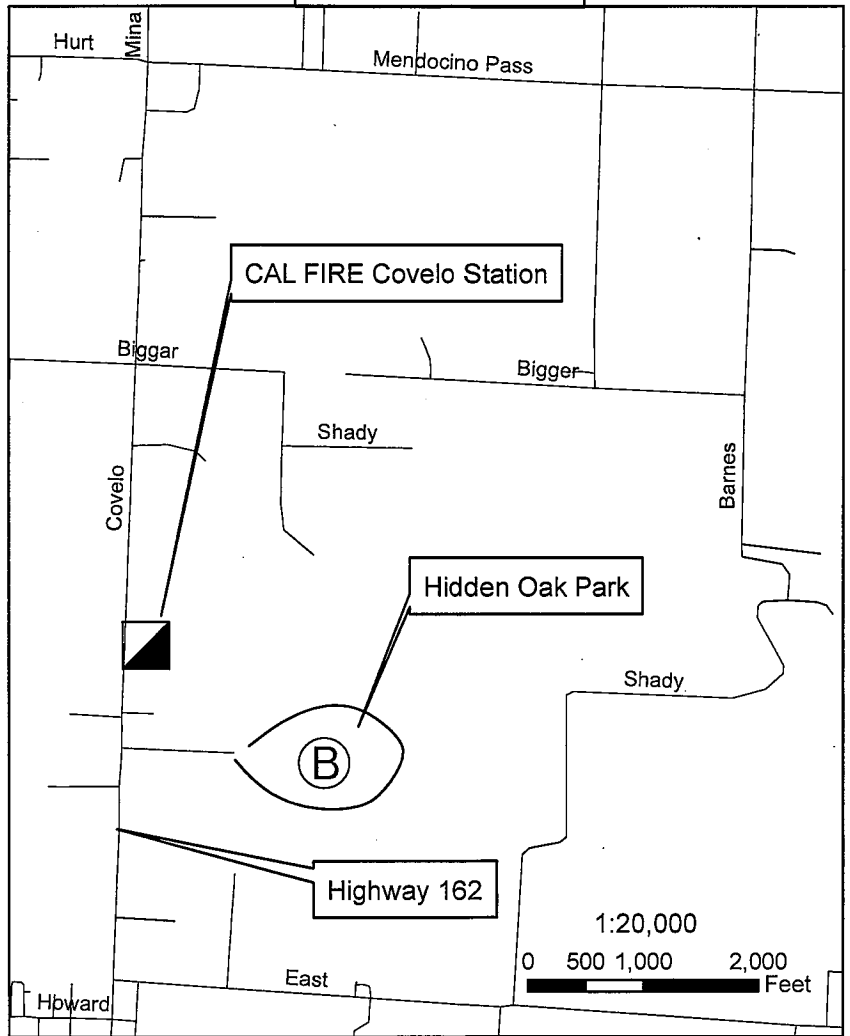 Hurt
Mina
Mendocino Pass
CAL FIRE Covelo Station
Biggar
Bigger
Shady
Covelo
Barnes
Hidden Oak Park
Shady
B
Highway 162
1:20,000
0 500 1,000 2,000
Feet
East
Howard